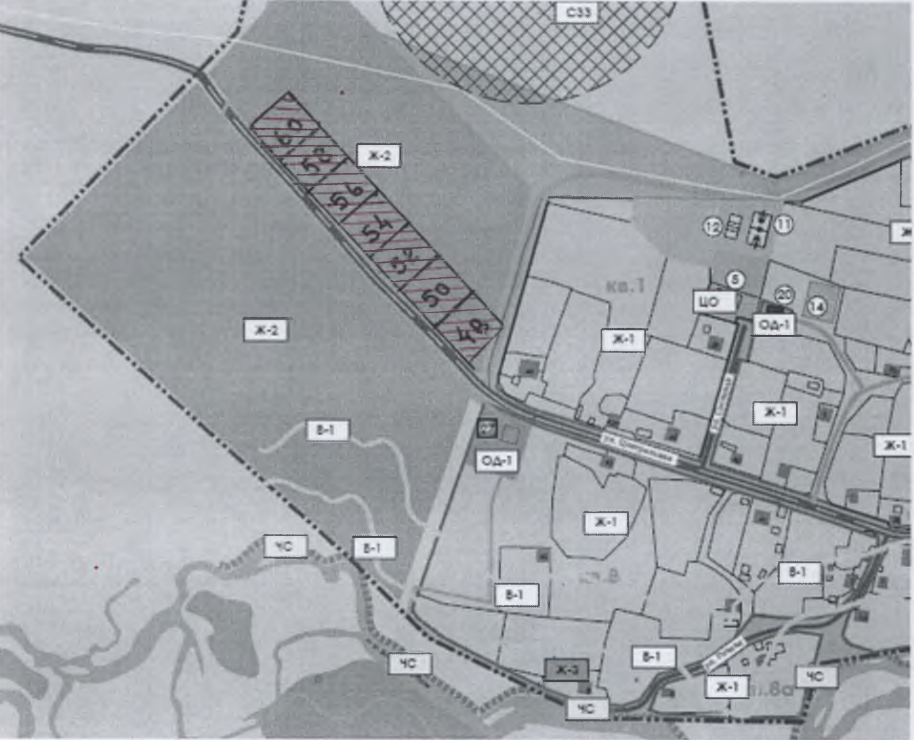 СЗЗ
60
58
Ж-2
56
54
52
50
48
12
11
Ж
кв.1
5
ЦО
20
14
ОД-1
Ж-1
Ж-2
Ж-1
В-1
ул. Центральная
Ж-1
ОД-1
Ж-1
ЧС
В-1
В-1
В-1
В-1
ЧС
Ж-3
Ж-1
ЧС
ЧС